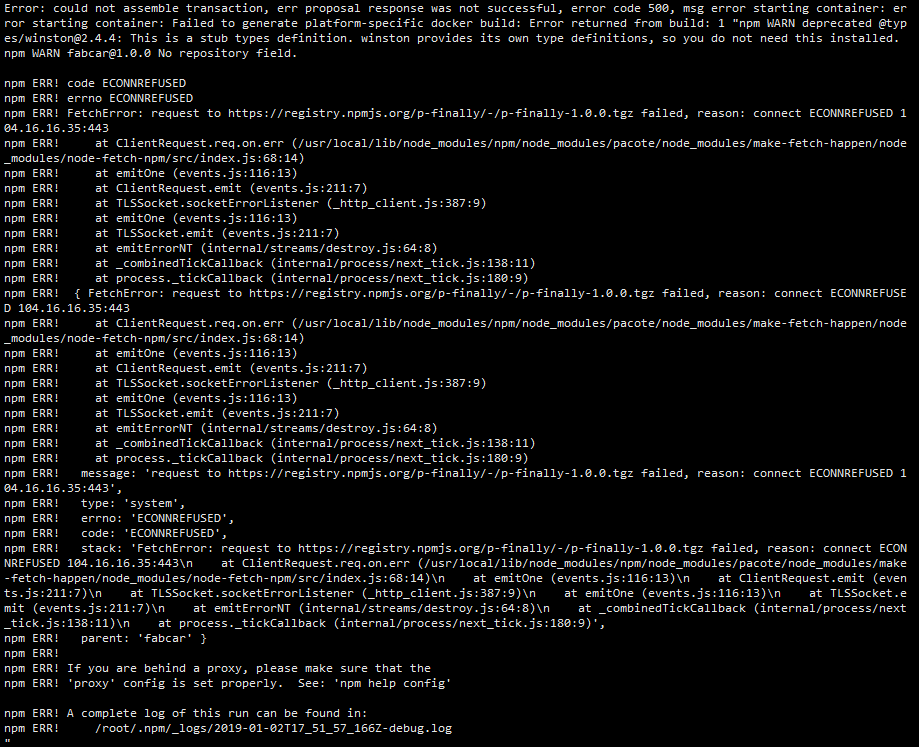 Error: could not assemble transaction, err proposal response was not successful, error code 500, msg error starting container: er
ror starting container: Failed to generate platform-specific docker build: Error returned from build: 1 "npm WARN deprecated @typ
es/winston@2.4.4: This is a stub types definition. winston provides its own type definitions, so you do not need this installed.
npm WARN fabcar@1.0.0 No repository field.

npm ERR! code ECONNREFUSED
npm ERR! errno ECONNREFUSED
npm ERR! FetchError: request to https://registry.npmjs.org/p-finally/-/p-finally-1.0.0.tgz failed, reason: connect ECONNREFUSED 1
04.16.16.35:443
npm ERR!     at ClientRequest.req.on.err (/usr/local/lib/node_modules/npm/node_modules/pacote/node_modules/make-fetch-happen/node
_modules/node-fetch-npm/src/index.js:68:14)
npm ERR!     at emitOne (events.js:116:13)
npm ERR!     at ClientRequest.emit (events.js:211:7)
npm ERR!     at TLSSocket.socketErrorListener (_http_client.js:387:9)
npm ERR!     at emitOne (events.js:116:13)
npm ERR!     at TLSSocket.emit (events.js:211:7)
npm ERR!     at emitErrorNT (internal/streams/destroy.js:64:8)
npm ERR!     at _combinedTickCallback (internal/process/next_tick.js:138:11)
npm ERR!     at process._tickCallback (internal/process/next_tick.js:180:9)
npm ERR!  { FetchError: request to https://registry.npmjs.org/p-finally/-/p-finally-1.0.0.tgz failed, reason: connect ECONNREFUSE
D 104.16.16.35:443
npm ERR!     at ClientRequest.req.on.err (/usr/local/lib/node_modules/npm/node_modules/pacote/node_modules/make-fetch-happen/node
_modules/node-fetch-npm/src/index.js:68:14)
npm ERR!     at emitOne (events.js:116:13)
npm ERR!     at ClientRequest.emit (events.js:211:7)
npm ERR!     at TLSSocket.socketErrorListener (_http_client.js:387:9)
npm ERR!     at emitOne (events.js:116:13)
npm ERR!     at TLSSocket.emit (events.js:211:7)
npm ERR!     at emitErrorNT (internal/streams/destroy.js:64:8)
npm ERR!     at _combinedTickCallback (internal/process/next_tick.js:138:11)
npm ERR!     at process._tickCallback (internal/process/next_tick.js:180:9)
npm ERR!   message: 'request to https://registry.npmjs.org/p-finally/-/p-finally-1.0.0.tgz failed, reason: connect ECONNREFUSED 1
04.16.16.35:443',
npm ERR!   type: 'system',
npm ERR!   errno: 'ECONNREFUSED',
npm ERR!   code: 'ECONNREFUSED',
npm ERR!   stack: 'FetchError: request to https://registry.npmjs.org/p-finally/-/p-finally-1.0.0.tgz failed, reason: connect ECON
NREFUSED 104.16.16.35:443\n    at ClientRequest.req.on.err (/usr/local/lib/node_modules/npm/node_modules/pacote/node_modules/make
-fetch-happen/node_modules/node-fetch-npm/src/index.js:68:14)\n    at emitOne (events.js:116:13)\n    at ClientRequest.emit (even
ts.js:211:7)\n    at TLSSocket.socketErrorListener (_http_client.js:387:9)\n    at emitOne (events.js:116:13)\n    at TLSSocket.e
mit (events.js:211:7)\n    at emitErrorNT (internal/streams/destroy.js:64:8)\n    at _combinedTickCallback (internal/process/next
_tick.js:138:11)\n    at process._tickCallback (internal/process/next_tick.js:180:9)',
npm ERR!   parent: 'fabcar' }
npm ERR!
npm ERR! If you are behind a proxy, please make sure that the
npm ERR! 'proxy' config is set properly.  See: 'npm help config'

npm ERR! A complete log of this run can be found in:
npm ERR!     /root/.npm/_logs/2019-01-02T17_51_57_166Z-debug.log
"